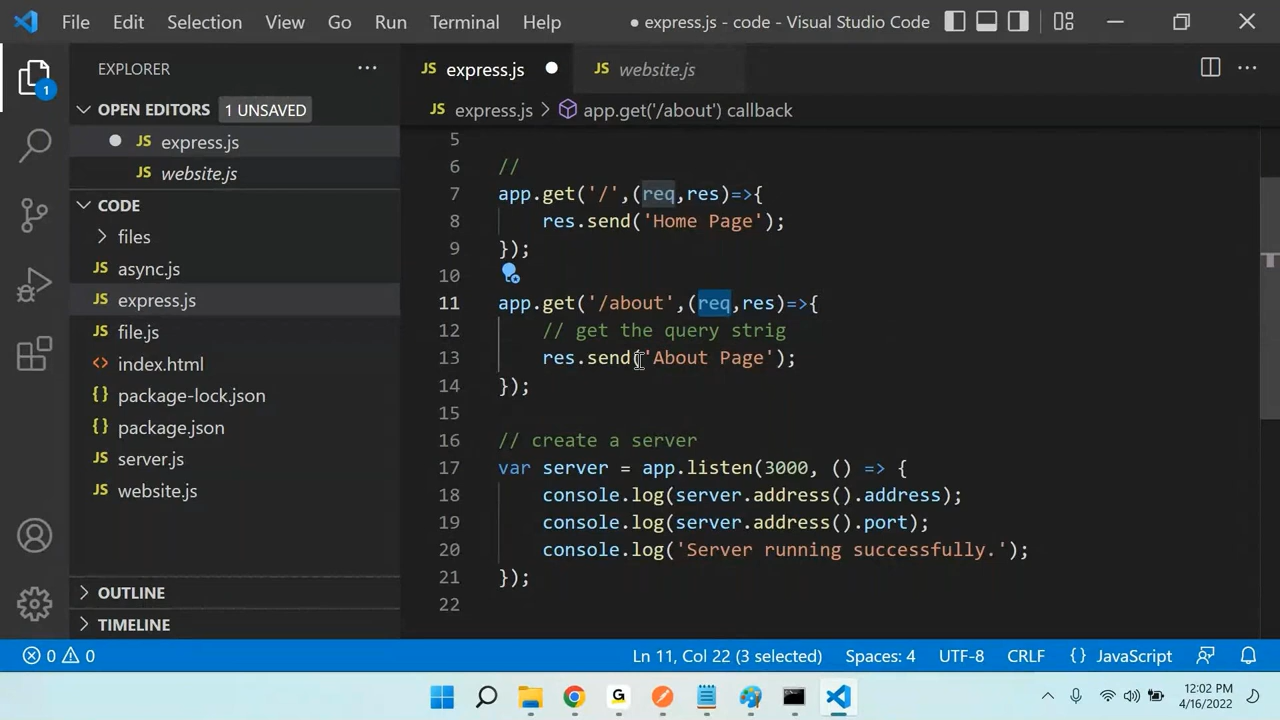 File Edit Selection View Go Run Terminal Help ● express.js - code - Visual Studio Code
EXPLORER
1
OPEN EDITORS 1 UNSAVED
JS express.js
JS website.js
CODE
files
JS async.js
JS express.js
JS file.js
<> index.html
{} package-lock.json
{} package.json
JS server.js
JS website.js
OUTLINE
TIMELINE
JS express.js JS website.js
JS express.js > app.get('/about') callback
5
6 //
7 app.get('/',(req,res)=>{
8 res.send('Home Page');
9 });
10
11 app.get('/about',(req,res)=>{
12 // get the query strig
13 res.send('About Page');
14 });
15
16 // create a server
17 var server = app.listen(3000, () => {
18 console.log(server.address().address);
19 console.log(server.address().port);
20 console.log('Server running successfully.');
21 });
22
0 0 Ln 11, Col 22 (3 selected) Spaces: 4 UTF-8 CRLF {} JavaScript
G
12:02 PM
4/16/2022